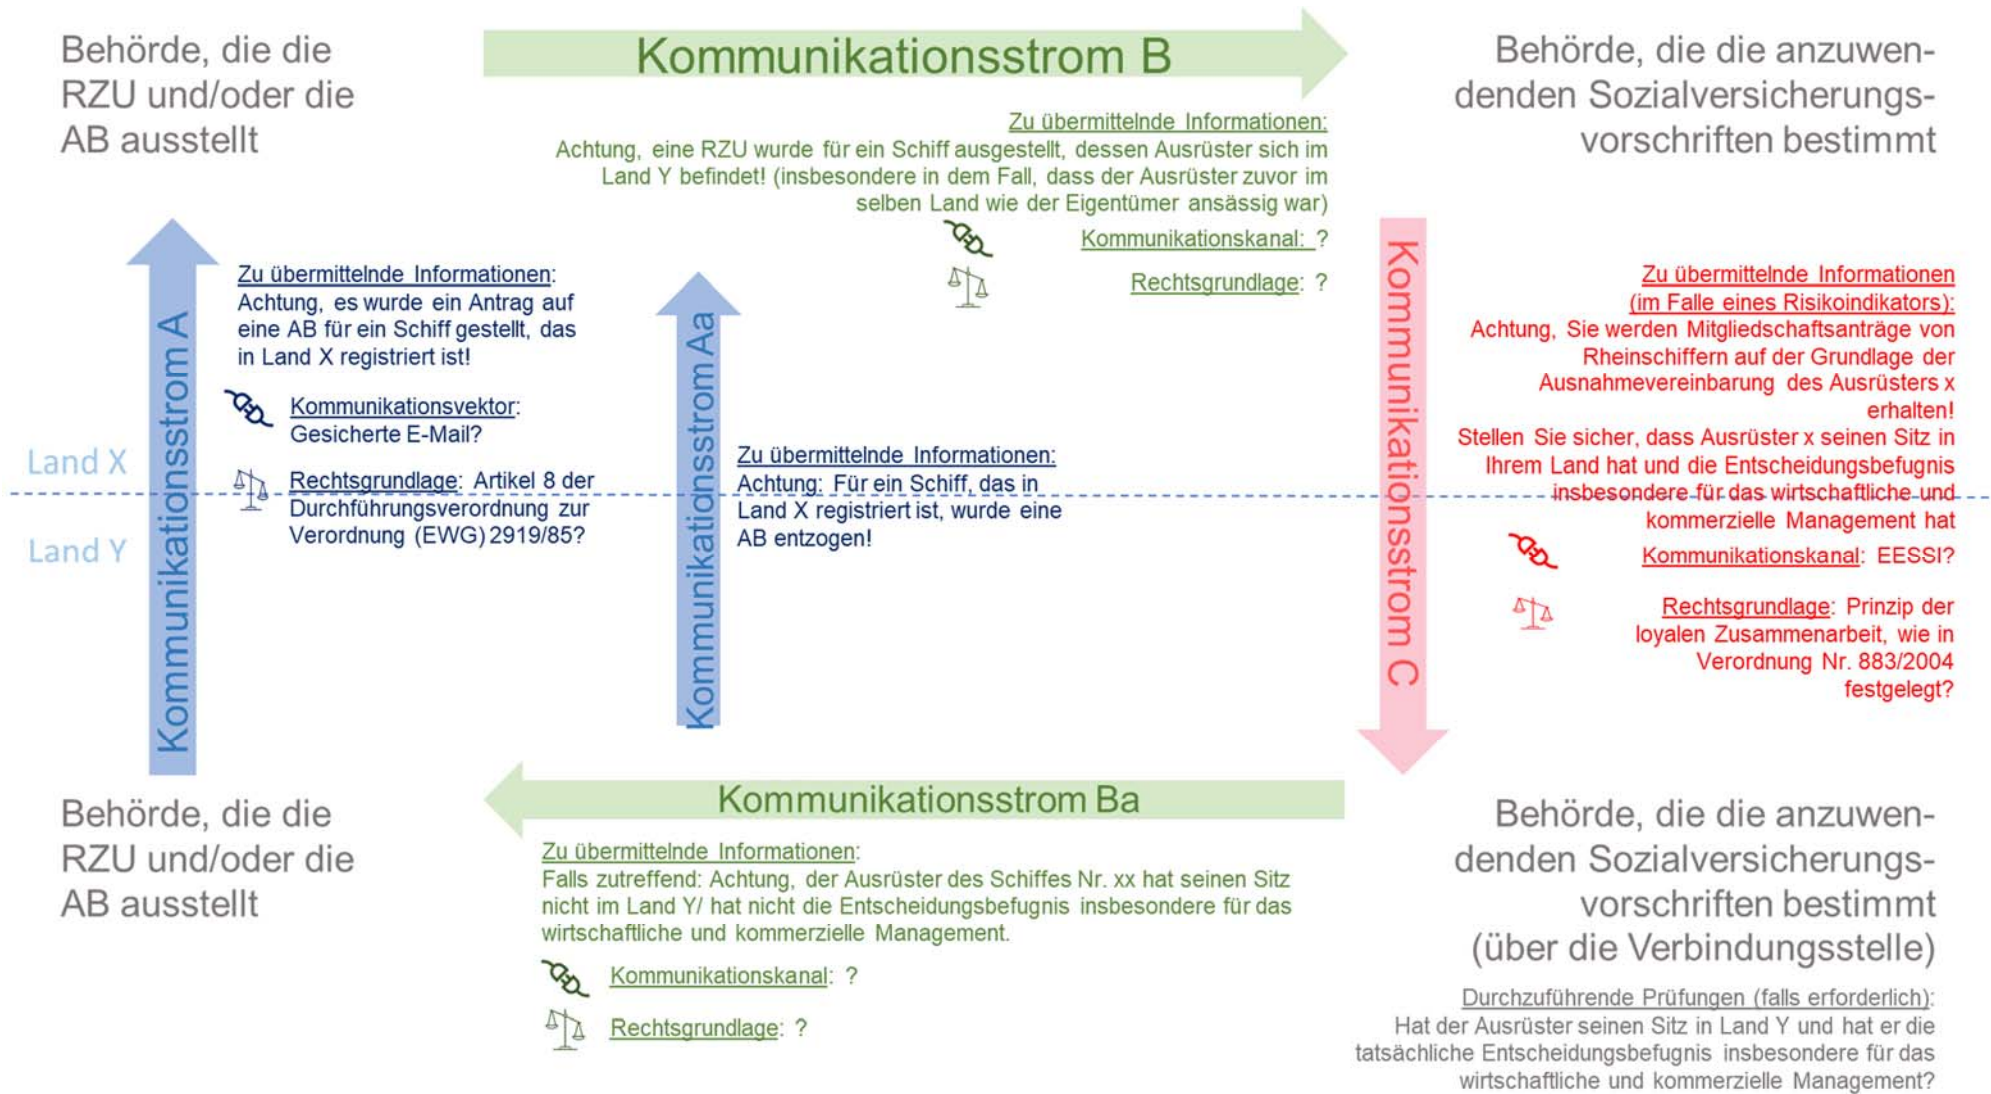 Behörde, die die
RZU und/oder die
AB ausstellt
Kommunikationsstrom B
Behörde, die die anzuwen-
denden Sozialversicherungs-
vorschriften bestimmt
Zu übermittelnde Informationen:
Achtung, eine RZU wurde für ein Schiff ausgestellt, dessen Ausrüster sich im
Land Y befindet! (insbesondere in dem Fall, dass der Ausrüster zuvor im
selben Land wie der Eigentümer ansässig war)
Kommunikationskanal: ?
Rechtsgrundlage: ?
Kommunikationsstrom A
Zu übermittelnde Informationen:
Achtung, es wurde ein Antrag auf
eine AB für ein Schiff gestellt, das
in Land X registriert ist!
Kommunikationsvektor:
Gesicherte E-Mail?
Rechtsgrundlage: Artikel 8 der
Durchführungsverordnung zur
Verordnung (EWG) 2919/85?
Land X
Land Y
Kommunikationsstrom Aa
Zu übermittelnde Informationen:
Achtung: Für ein Schiff, das in
Land X registriert ist, wurde eine
AB entzogen!
Kommunikationsstrom C
Zu übermittelnde Informationen
(im Falle eines Risikoindikators):
Achtung, Sie werden Mitgliedschaftsanträge von
Rheinschiffern auf der Grundlage der
Ausnahmevereinbarung des Ausrüsters x
erhalten!
Stellen Sie sicher, dass Ausrüster x seinen Sitz in
Ihrem Land hat und die Entscheidungsbefugnis
insbesondere für das wirtschaftliche und
kommerzielle Management hat
Kommunikationskanal: EESSI?
Rechtsgrundlage: Prinzip der
loyalen Zusammenarbeit, wie in
Verordnung Nr. 883/2004
festgelegt?
Behörde, die die
RZU und/oder die
AB ausstellt
Kommunikationsstrom Ba
Zu übermittelnde Informationen:
Falls zutreffend: Achtung, der Ausrüster des Schiffes Nr. xx hat seinen Sitz
nicht im Land Y/ hat nicht die Entscheidungsbefugnis insbesondere für das
wirtschaftliche und kommerzielle Management.
Kommunikationskanal: ?
Rechtsgrundlage: ?
Behörde, die die anzuwen-
denden Sozialversicherungs-
vorschriften bestimmt
(über die Verbindungsstelle)
Durchzuführende Prüfungen (falls erforderlich):
Hat der Ausrüster seinen Sitz in Land Y und hat er die
tatsächliche Entscheidungsbefugnis insbesondere für das
wirtschaftliche und kommerzielle Management?